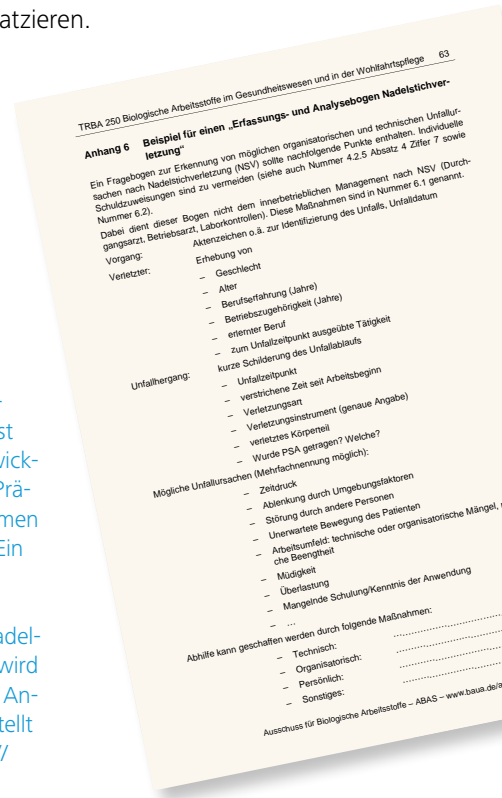 atzieren.
TRBA 250 Biologische Arbeitsstoffe im Gesundheitswesen und in der Wohlfahrtspflege 63
Anhang 6 Beispiel für einen „Erfassungs- und Analysebogen Nadelstichver-
letzung“
Ein Fragebogen zur Erkennung von möglichen organisatorischen und technischen Unfallur-
sachen nach Nadelstichverletzung (NSV) sollte nachfolgende Punkte enthalten. Individuelle
Schuldzuweisungen sind zu vermeiden (siehe auch Nummer 4.2.5 Absatz 4 Ziffer 7 sowie
Nummer 6.2).
Dabei dient dieser Bogen nicht dem innerbetrieblichen Management nach NSV (Durch-
gangsarzt, Betriebsarzt, Laborkontrollen). Diese Maßnahmen sind in Nummer 6.1 genannt.
Vorgang: Aktenzeichen o.ä. zur Identifizierung des Unfalls, Unfalldatum
Verletzter: Erhebung von
– Geschlecht
– Alter
– Berufserfahrung (Jahre)
– Betriebszugehörigkeit (Jahre)
– erlernter Beruf
– zum Unfallzeitpunkt ausgeübte Tätigkeit
Unfallhergang: kurze Schilderung des Unfallablaufs
– Unfallzeitpunkt
– verstrichene Zeit seit Arbeitsbeginn
– Verletzungsart
– Verletzungsinstrument (genaue Angabe)
– verletztes Körperteil
– Wurde PSA getragen? Welche?
Mögliche Unfallursachen (Mehrfachnennung möglich):
– Zeitdruck
– Ablenkung durch Umgebungsfaktoren
– Störung durch andere Personen
– Unerwartete Bewegung des Patienten
– Arbeitsumfeld: technische oder organisatorische Mängel,
che Beengtheit
– Müdigkeit
– Überlastung
– Mangelnde Schulung/Kenntnis der Anwendung
– …
Abhilfe kann geschaffen werden durch folgende Maßnahmen:
– Technisch: ..............................
– Organisatorisch: ..............................
– Persönlich: ..............................
– Sonstiges: ..............................
Ausschuss für Biologische Arbeitsstoffe – ABAS – www.baua.de/a
st
wick-
Prä-
men
Ein
adel-
wird
An-
tellt
//